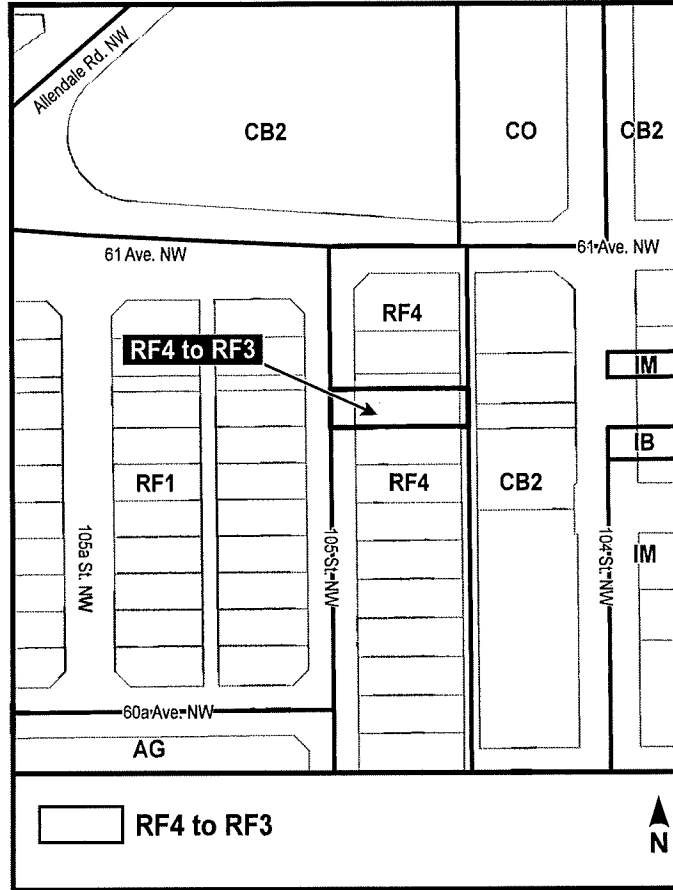 Allendale Rd. NW
CB2
CO
CB2
61 Ave. NW
61 Ave. NW
RF4
RF4 to RF3
IM
IB
RF1
RF4
CB2
105a St. NW
105 St. NW
104 St. NW
IM
60a Ave. NW
AG
RF4 to RF3
N